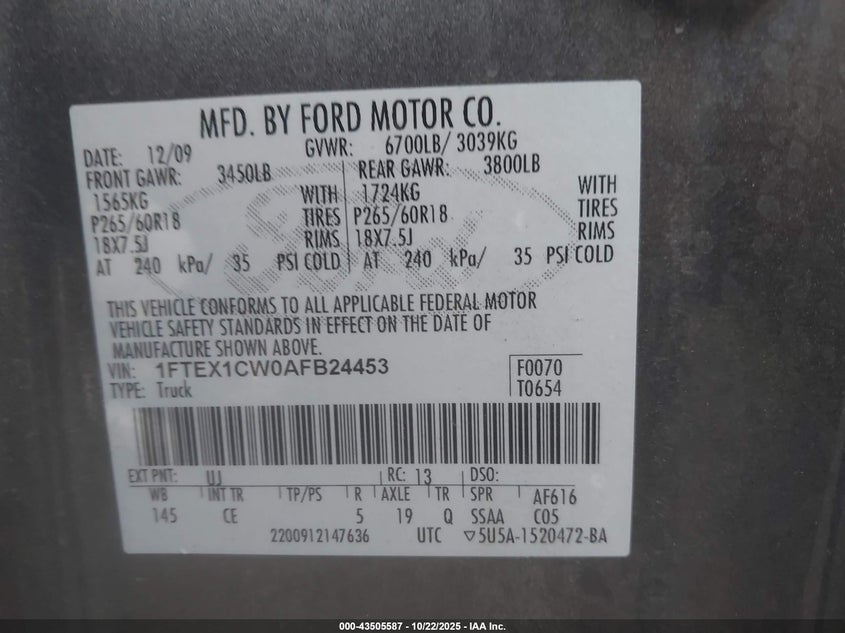 MFD. BY FORD MOTOR CO.
DATE: 12/09 GVWR: 6700LB/ 3039KG
FRONT GAWR: 3450LB REAR GAWR: 3800LB
1565KG WITH 1724KG WITH
P265/60R18 TIRES P265/60R18 TIRES
18X7.5J RIMS 18X7.5J RIMS
AT 240 kPa/ 35 PSI COLD AT 240 kPa/ 35 PSI COLD
THIS VEHICLE CONFORMS TO ALL APPLICABLE FEDERAL MOTOR
VEHICLE SAFETY STANDARDS IN EFFECT ON THE DATE OF
MANUFACTURE SHOWN ABOVE.
VIN: 1FTEX1CW0AFB24453 F0070
TYPE: Truck T0654
EXT PNT: UJ RC: 13 DSO:
WB INT TR TP/PS R AXLE TR SPR AF616
145 CE 5 19 Q SSAA C05
2200912147636 UTC ▽5U5A-1520472-BA
000-43505587 - 10/22/2025 - IAA Inc.